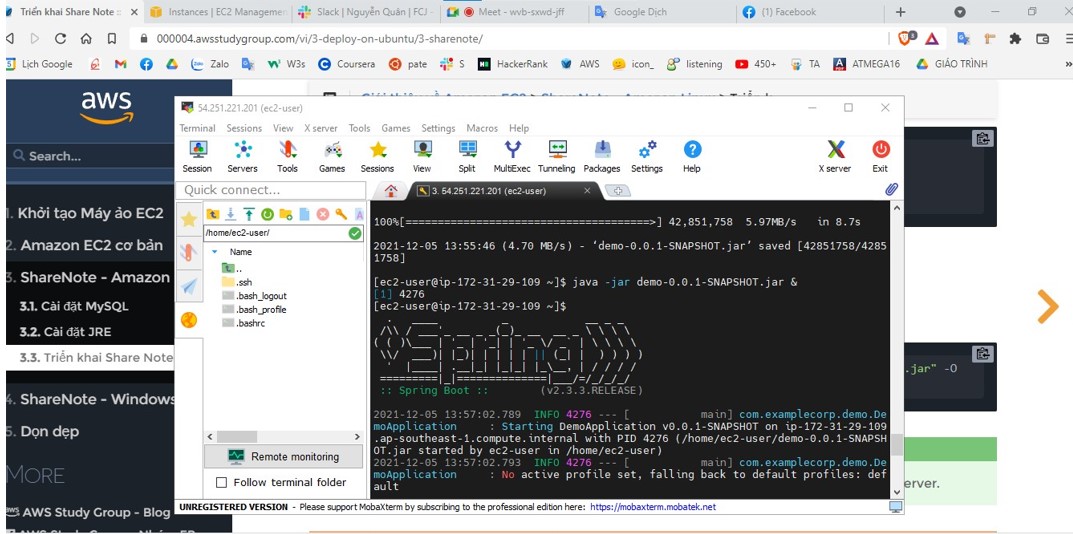 Triển khai Share Note ::
Instances | EC2 Managemen
Slack | Nguyễn Quân | FCJ -
Meet - wvb-sxwd-jff
Google Dịch
(1) Facebook
000004.awsstudygroup.com/vi/3-deploy-on-ubuntu/3-sharenote/
Lịch Google
Zalo
W3s
Coursera
pate
S
HackerRank
AWS
icon_
listening
450+
TA
ATMEGA16
GIÁO TRÌNH
aws
Search...
1. Khởi tạo Máy ảo EC2
2. Amazon EC2 cơ bản
3. ShareNote - Amazon
3.1. Cài đặt MySQL
3.2. Cài đặt JRE
3.3. Triển khai Share Note
4. ShareNote - Windows
5. Dọn dẹp
MORE
AWS Study Group - Blog
54.251.221.201 (ec2-user)
Terminal Sessions View X server Tools Games Settings Macros Help
Session Servers Tools Games Sessions View Split MultiExec Tunneling Packages Settings Help X server Exit
Quick connect...
3. 54.251.221.201 (ec2-user)
/home/ec2-user/
Name
..
.ssh
.bash_logout
.bash_profile
.bashrc
Remote monitoring
Follow terminal folder
100%[======================================>] 42,851,758  5.97MB/s   in 8.7s
2021-12-05 13:55:46 (4.70 MB/s) - ‘demo-0.0.1-SNAPSHOT.jar’ saved [42851758/4285
1758]
[ec2-user@ip-172-31-29-109 ~]$ java -jar demo-0.0.1-SNAPSHOT.jar &
[1] 4276
[ec2-user@ip-172-31-29-109 ~]$
:: Spring Boot ::        (v2.3.3.RELEASE)
2021-12-05 13:57:02.789  INFO 4276 --- [           main] com.examplecorp.demo.De
moApplication     : Starting DemoApplication v0.0.1-SNAPSHOT on ip-172-31-29-109
.ap-southeast-1.compute.internal with PID 4276 (/home/ec2-user/demo-0.0.1-SNAPSH
OT.jar started by ec2-user in /home/ec2-user)
2021-12-05 13:57:02.793  INFO 4276 --- [           main] com.examplecorp.demo.De
moApplication     : No active profile set, falling back to default profiles: def
ault
UNREGISTERED VERSION - Please support MobaXterm by subscribing to the professional edition here: https://mobaxterm.mobatek.net
.jar" -O
erver.